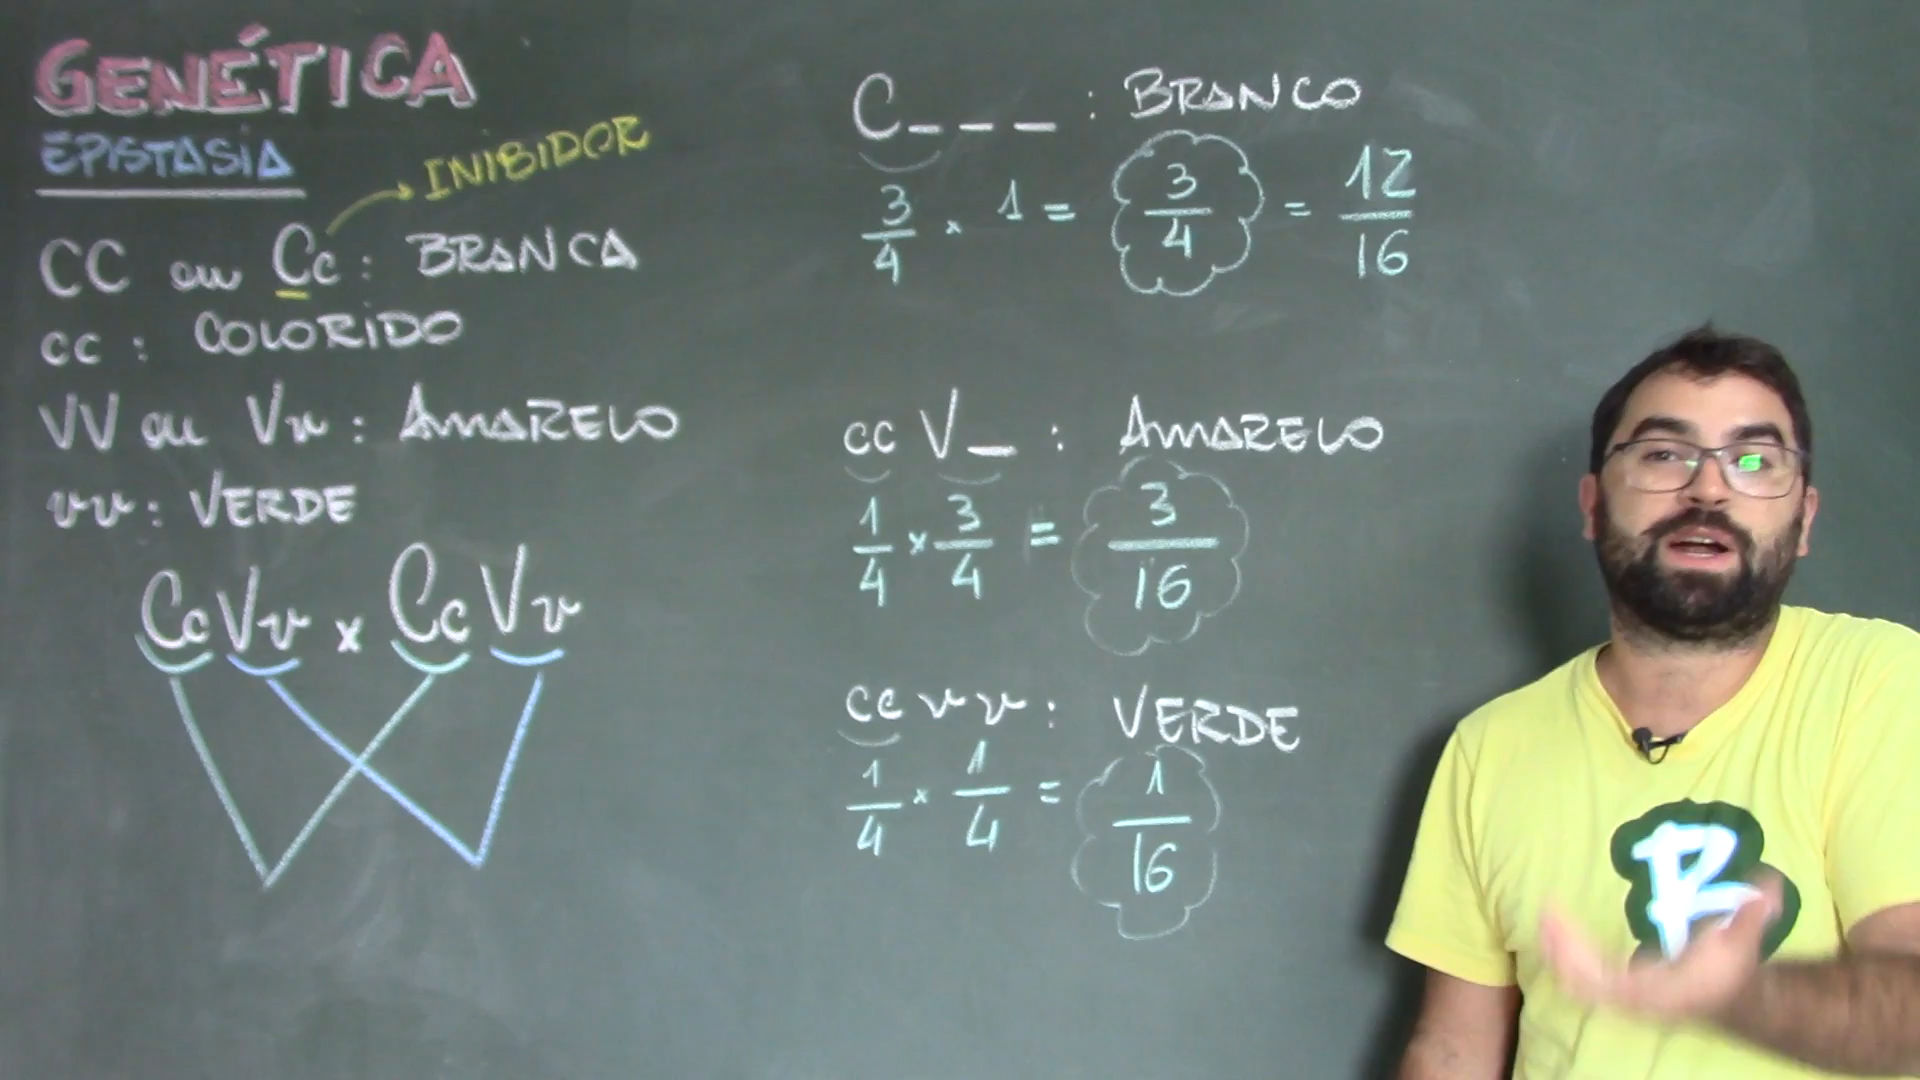 GENÉTICA
EPISTASIA
INIBIDOR
CC ou Cc: BRANCA
cc: COLORIDO
VV ou Vv: AMARELO
vv: VERDE
CcVv x CcVv
C_ _ _ : BRANCO
3/4 x 1 = 3/4 = 12/16
cc V_ : AMARELO
1/4 x 3/4 = 3/16
cc vv: VERDE
1/4 x 1/4 = 1/16
B